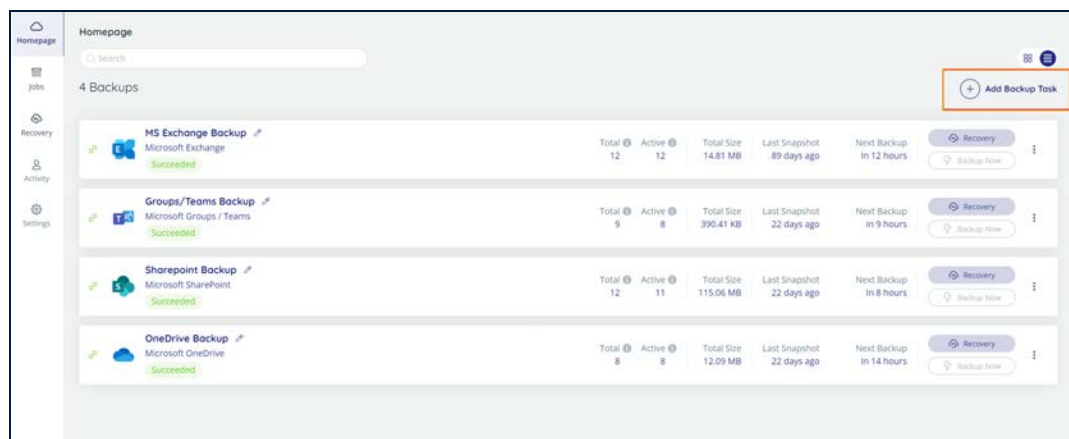 Homepage
Homepage
Search
Jobs
4 Backups
Add Backup Task
Recovery
Activity
Settings
MS Exchange Backup
Microsoft Exchange
Succeeded
Total Active Total Size Last Snapshot Next Backup
12 12 14.81 MB 89 days ago In 12 hours
Recovery
Backup Now
Groups/Teams Backup
Microsoft Groups / Teams
Succeeded
Total Active Total Size Last Snapshot Next Backup
9 8 390.41 KB 22 days ago In 9 hours
Recovery
Backup Now
Sharepoint Backup
Microsoft SharePoint
Succeeded
Total Active Total Size Last Snapshot Next Backup
12 11 115.06 MB 22 days ago In 8 hours
Recovery
Backup Now
OneDrive Backup
Microsoft OneDrive
Succeeded
Total Active Total Size Last Snapshot Next Backup
8 8 12.09 MB 22 days ago In 14 hours
Recovery
Backup Now